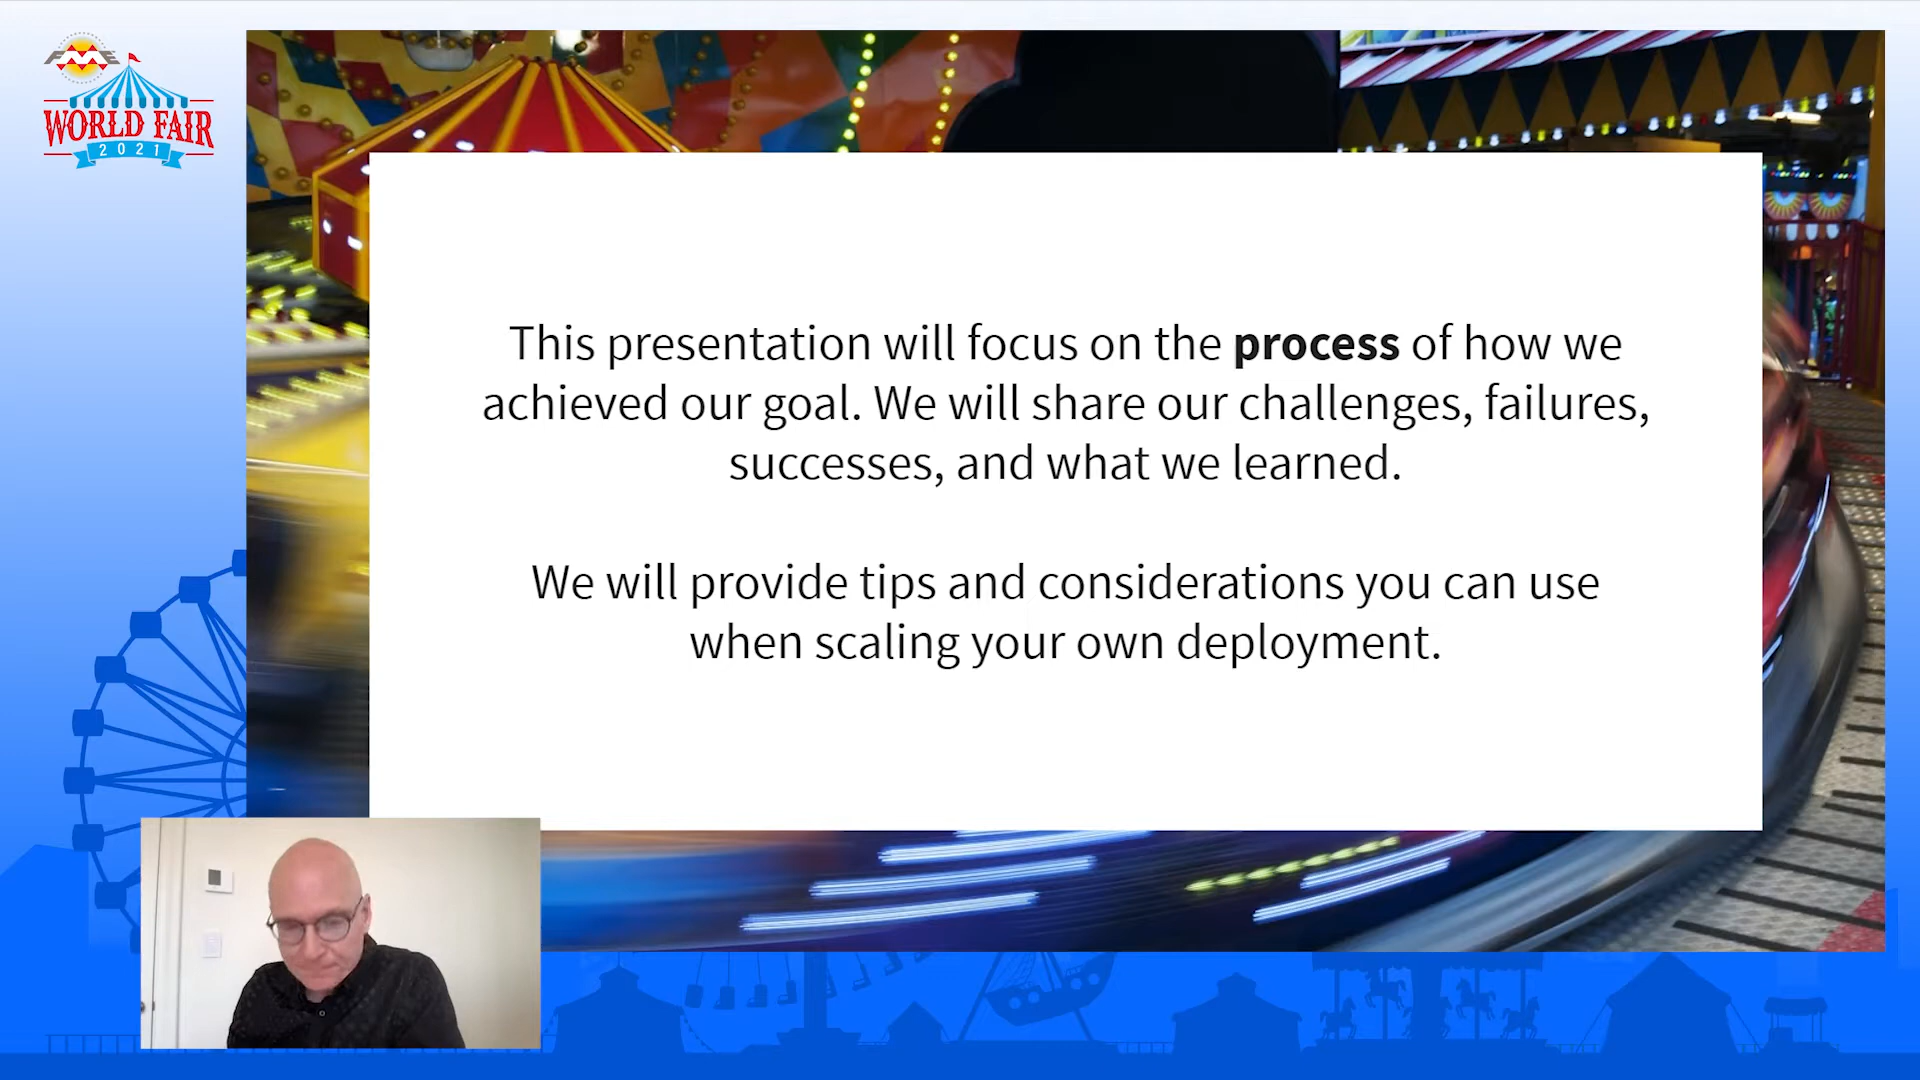 FME
WORLD FAIR
2021
This presentation will focus on the process of how we
achieved our goal. We will share our challenges, failures,
successes, and what we learned.
We will provide tips and considerations you can use
when scaling your own deployment.